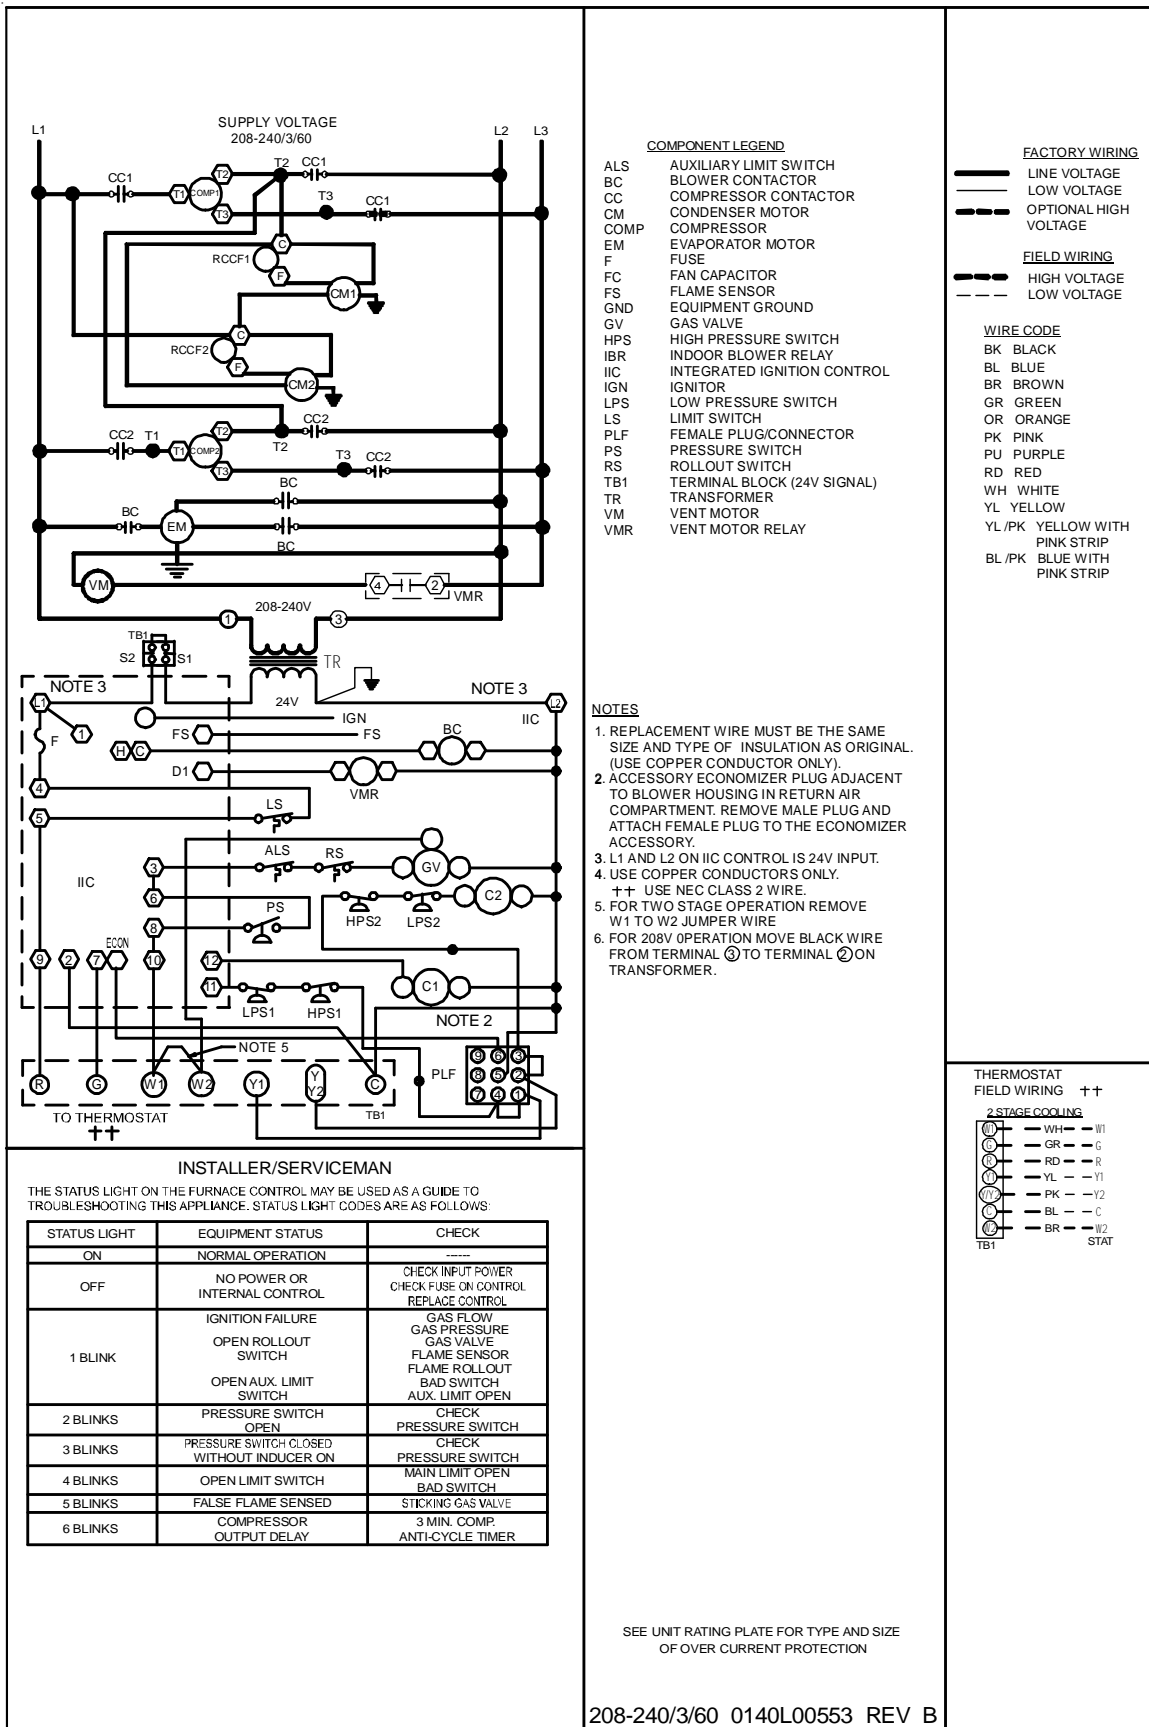 SUPPLY VOLTAGE
208-240/3/60
L1
L2
L3
T2
CC1
CC1
T1
COMP1
T2
T3
T3
CC1
C
RCCF1
F
CM1
C
RCCF2
F
CM2
CC2
T1
T1
COMP2
T2
T3
CC2
T2
T3
CC2
BC
BC
EM
BC
VM
4
2
VMR
208-240V
1
3
TB1
S2
S1
TR
24V
NOTE 3
NOTE 3
L1
L2
IIC
F
1
IGN
FS
FS
H
C
BC
D1
VMR
4
5
LS
IIC
3
ALS
RS
GV
6
HPS2
LPS2
C2
8
PS
ECON
9
2
7
10
12
11
LPS1
HPS1
C1
NOTE 2
NOTE 5
PLF
9 6 3
8 5 2
7 4 1
R
G
W1
W2
Y1
Y
Y2
C
TB1
TO THERMOSTAT
††
INSTALLER/SERVICEMAN
THE STATUS LIGHT ON THE FURNACE CONTROL MAY BE USED AS A GUIDE TO
TROUBLESHOOTING THIS APPLIANCE. STATUS LIGHT CODES ARE AS FOLLOWS:
STATUS LIGHT EQUIPMENT STATUS CHECK
ON NORMAL OPERATION ------
OFF
NO POWER OR
INTERNAL CONTROL
CHECK INPUT POWER
CHECK FUSE ON CONTROL
REPLACE CONTROL
1 BLINK
IGNITION FAILURE
OPEN ROLLOUT
SWITCH
OPEN AUX. LIMIT
SWITCH
GAS FLOW
GAS PRESSURE
GAS VALVE
FLAME SENSOR
FLAME ROLLOUT
BAD SWITCH
AUX. LIMIT OPEN
2 BLINKS
PRESSURE SWITCH
OPEN
CHECK
PRESSURE SWITCH
3 BLINKS
PRESSURE SWITCH CLOSED
WITHOUT INDUCER ON
CHECK
PRESSURE SWITCH
4 BLINKS
OPEN LIMIT SWITCH
MAIN LIMIT OPEN
BAD SWITCH
5 BLINKS FALSE FLAME SENSED STICKING GAS VALVE
6 BLINKS
COMPRESSOR
OUTPUT DELAY
3 MIN. COMP.
ANTI-CYCLE TIMER
COMPONENT LEGEND
ALS AUXILIARY LIMIT SWITCH
BC BLOWER CONTACTOR
CC COMPRESSOR CONTACTOR
CM CONDENSER MOTOR
COMP COMPRESSOR
EM EVAPORATOR MOTOR
F FUSE
FC FAN CAPACITOR
FS FLAME SENSOR
GND EQUIPMENT GROUND
GV GAS VALVE
HPS HIGH PRESSURE SWITCH
IBR INDOOR BLOWER RELAY
IIC INTEGRATED IGNITION CONTROL
IGN IGNITOR
LPS LOW PRESSURE SWITCH
LS LIMIT SWITCH
PLF FEMALE PLUG/CONNECTOR
PS PRESSURE SWITCH
RS ROLLOUT SWITCH
TB1 TERMINAL BLOCK (24V SIGNAL)
TR TRANSFORMER
VM VENT MOTOR
VMR VENT MOTOR RELAY
NOTES
1. REPLACEMENT WIRE MUST BE THE SAME
SIZE AND TYPE OF INSULATION AS ORIGINAL.
(USE COPPER CONDUCTOR ONLY).
2. ACCESSORY ECONOMIZER PLUG ADJACENT
TO BLOWER HOUSING IN RETURN AIR
COMPARTMENT. REMOVE MALE PLUG AND
ATTACH FEMALE PLUG TO THE ECONOMIZER
ACCESSORY.
3. L1 AND L2 ON IIC CONTROL IS 24V INPUT.
4. USE COPPER CONDUCTORS ONLY.
†† USE NEC CLASS 2 WIRE.
5. FOR TWO STAGE OPERATION REMOVE
W1 TO W2 JUMPER WIRE
6. FOR 208V 0PERATION MOVE BLACK WIRE
FROM TERMINAL ③ TO TERMINAL ② ON
TRANSFORMER.
SEE UNIT RATING PLATE FOR TYPE AND SIZE
OF OVER CURRENT PROTECTION
208-240/3/60 0140L00553 REV B
FACTORY WIRING
LINE VOLTAGE
LOW VOLTAGE
OPTIONAL HIGH
VOLTAGE
FIELD WIRING
HIGH VOLTAGE
LOW VOLTAGE
WIRE CODE
BK BLACK
BL BLUE
BR BROWN
GR GREEN
OR ORANGE
PK PINK
PU PURPLE
RD RED
WH WHITE
YL YELLOW
YL/PK YELLOW WITH
PINK STRIP
BL/PK BLUE WITH
PINK STRIP
THERMOSTAT
FIELD WIRING ††
2 STAGE COOLING
W1 WH W1
G GR G
R RD R
Y1 YL Y1
Y/Y2 PK Y2
C BL C
W2 BR W2
TB1 STAT